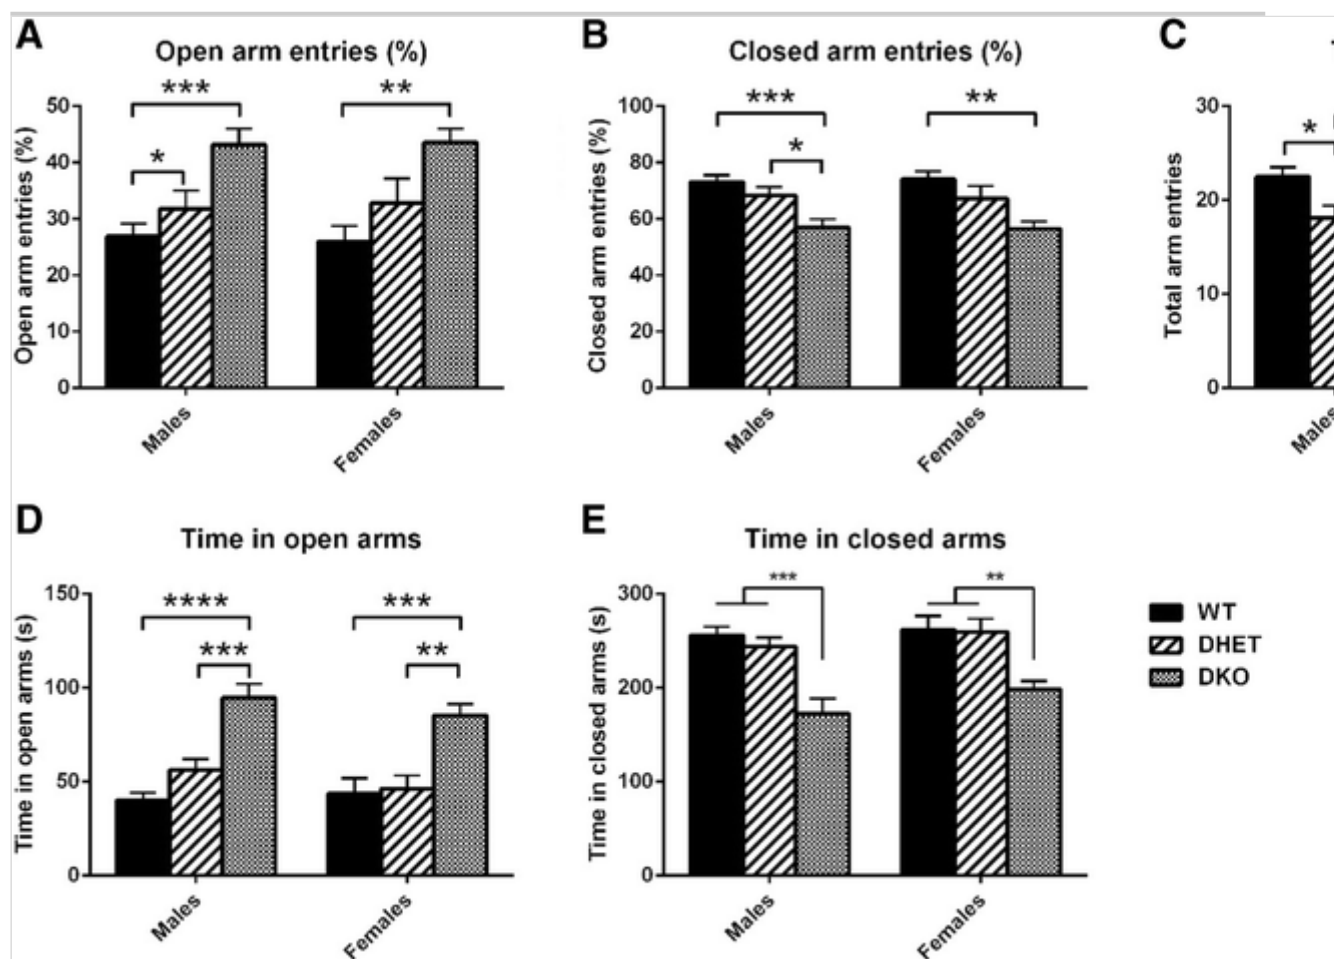 A
Open arm entries (%)
Open arm entries (%)
50
40
30
20
10
0
***
*
**
Males
Females
B
Closed arm entries (%)
Closed arm entries (%)
100
80
60
40
20
0
***
*
**
Males
Females
C
Total arm entries
30
20
10
0
*
Males
D
Time in open arms
Time in open arms (s)
150
100
50
0
****
***
***
**
Males
Females
E
Time in closed arms
Time in closed arms (s)
300
200
100
0
***
**
Males
Females
WT
DHET
DKO